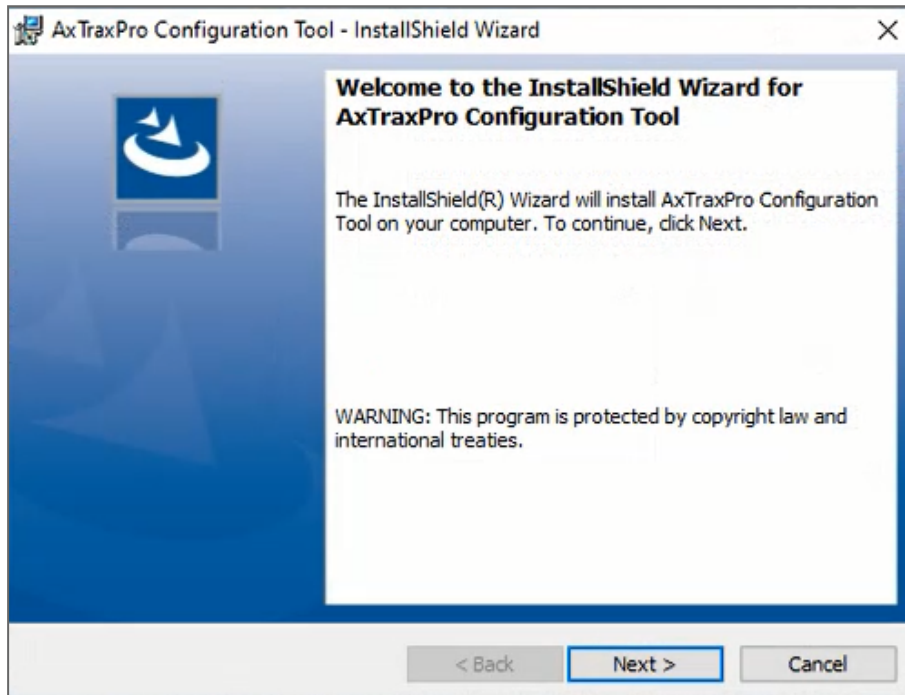 AxTraxPro Configuration Tool - InstallShield Wizard
Welcome to the InstallShield Wizard for
AxTraxPro Configuration Tool
The InstallShield(R) Wizard will install AxTraxPro Configuration
Tool on your computer. To continue, click Next.
WARNING: This program is protected by copyright law and
international treaties.
< Back
Next >
Cancel